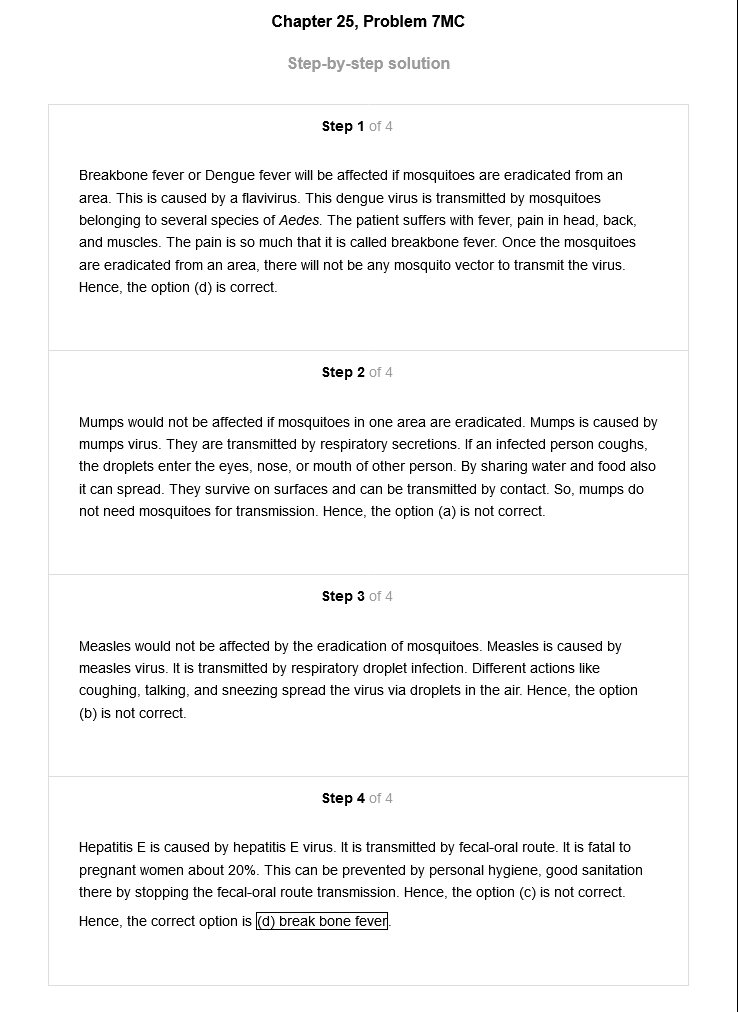 Chapter 25, Problem 7MC
Step-by-step solution
Step 1 of 4
Breakbone fever or Dengue fever will be affected if mosquitoes are eradicated from an
area. This is caused by a flavivirus. This dengue virus is transmitted by mosquitoes
belonging to several species of Aedes. The patient suffers with fever, pain in head, back,
and muscles. The pain is so much that it is called breakbone fever. Once the mosquitoes
are eradicated from an area, there will not be any mosquito vector to transmit the virus.
Hence, the option (d) is correct.
Step 2 of 4
Mumps would not be affected if mosquitoes in one area are eradicated. Mumps is caused by
mumps virus. They are transmitted by respiratory secretions. If an infected person coughs,
the droplets enter the eyes, nose, or mouth of other person. By sharing water and food also
it can spread. They survive on surfaces and can be transmitted by contact. So, mumps do
not need mosquitoes for transmission. Hence, the option (a) is not correct.
Step 3 of 4
Measles would not be affected by the eradication of mosquitoes. Measles is caused by
measles virus. It is transmitted by respiratory droplet infection. Different actions like
coughing, talking, and sneezing spread the virus via droplets in the air. Hence, the option
(b) is not correct.
Step 4 of 4
Hepatitis E is caused by hepatitis E virus. It is transmitted by fecal-oral route. It is fatal to
pregnant women about 20%. This can be prevented by personal hygiene, good sanitation
there by stopping the fecal-oral route transmission. Hence, the option (c) is not correct.
Hence, the correct option is (d) break bone fever.